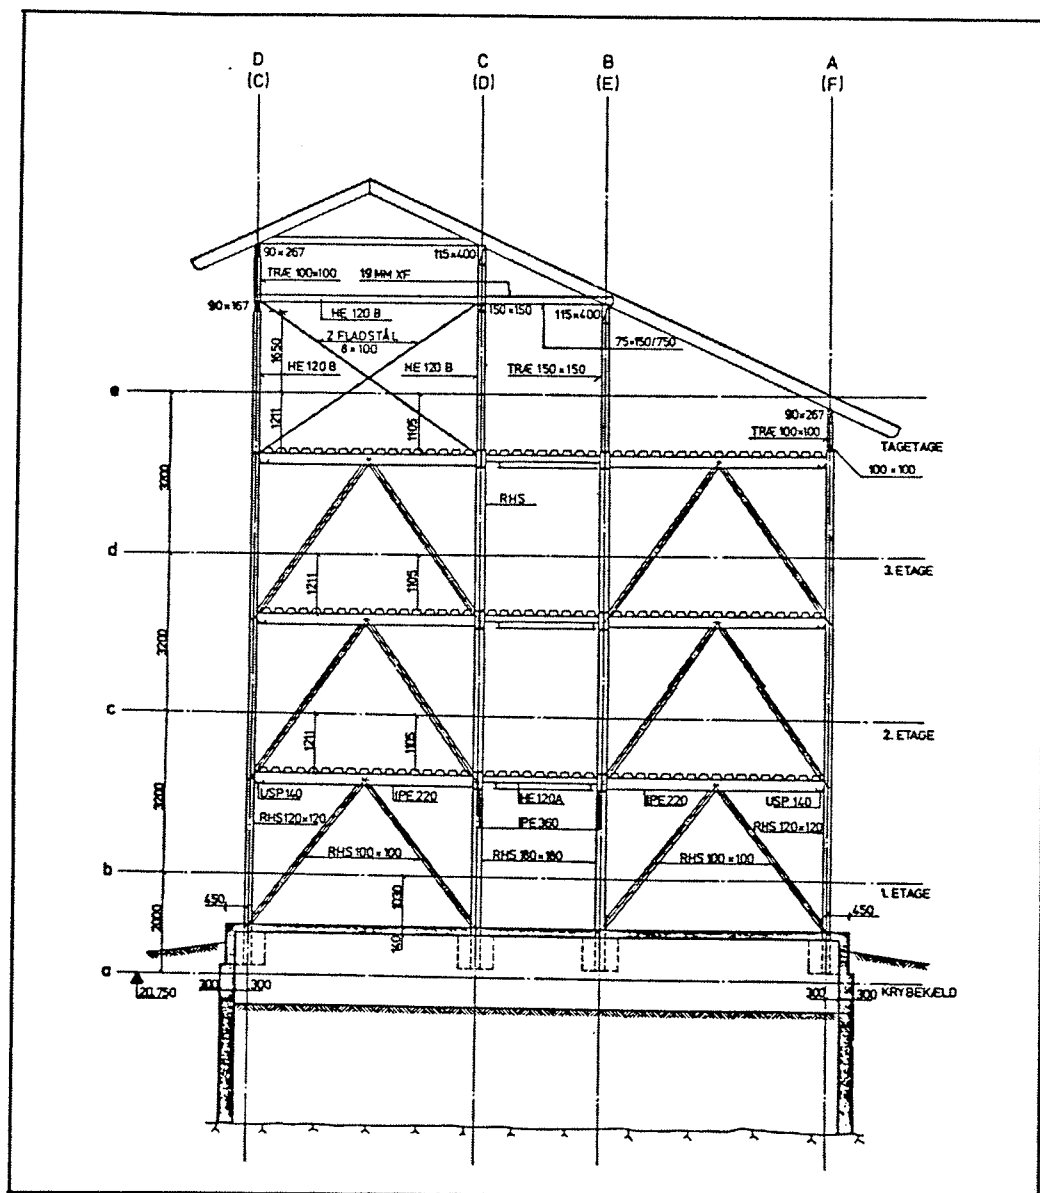 D C B A
(C) (D) (E) (F)
90×267 115×400
TRÆ 100×100 19 MM XF
90×167 HE 120 B 150×150 115×400
2 FLADSTÅL
8×100
75×150/750
1650
HE 120 B HE 120 B TRÆ 150×150
e
1211 1105
90×267
TRÆ 100×100
TAGETAGE
100×100
3200
RHS
d
1211 1105
3. ETAGE
3200
c
1211 1105
2. ETAGE
3200
USP 140 IPE 220 HE 120A IPE 220 USP 140
RHS 120×120 IPE 360 RHS 120×120
RHS 100×100 RHS 180×180 RHS 100×100
b
1. ETAGE
450 1030 450
2000
140
a
20.750 300 300 300 300 KRYBEKÆLD